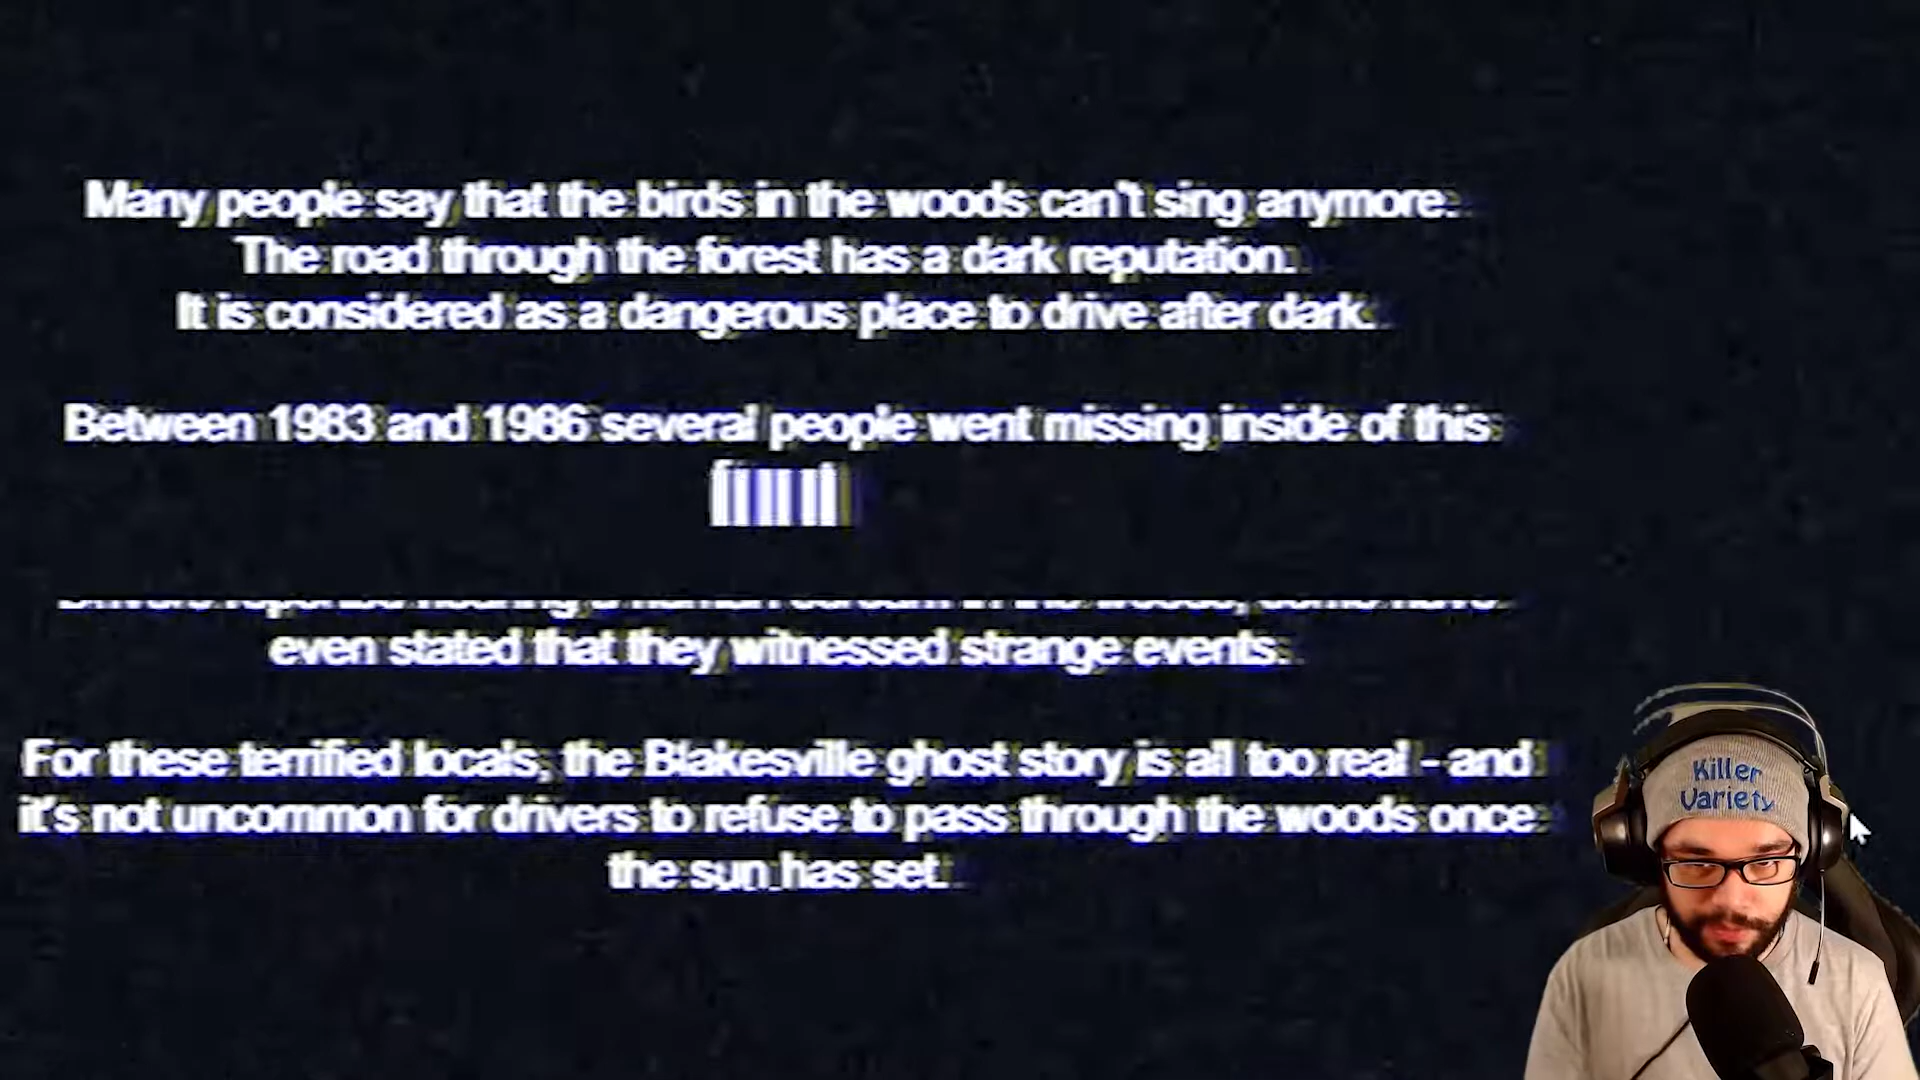 Many people say that the birds in the woods can't sing anymore.
The road through the forest has a dark reputation.
It is considered as a dangerous place to drive after dark.
Between 1983 and 1986 several people went missing inside of this
even stated that they witnessed strange events.
For these terrified locals, the Blakesville ghost story is all too real - and
it's not uncommon for drivers to refuse to pass through the woods once
the sun has set.
Killer
Variety